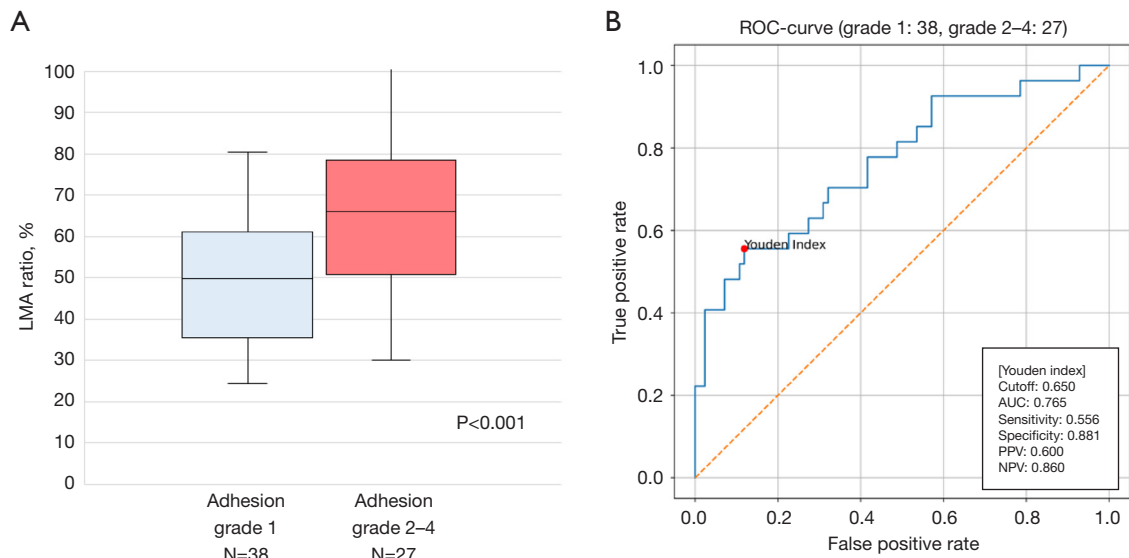 A
100
90
80
70
60
50
40
30
20
10
0
LMA ratio, %
P<0.001
Adhesion
grade 1
N=38
Adhesion
grade 2–4
N=27
B
ROC-curve (grade 1: 38, grade 2–4: 27)
1.0
0.8
0.6
0.4
0.2
0.0
True positive rate
Youden Index
[Youden index]
Cutoff: 0.650
AUC: 0.765
Sensitivity: 0.556
Specificity: 0.881
PPV: 0.600
NPV: 0.860
0.0 0.2 0.4 0.6 0.8 1.0
False positive rate